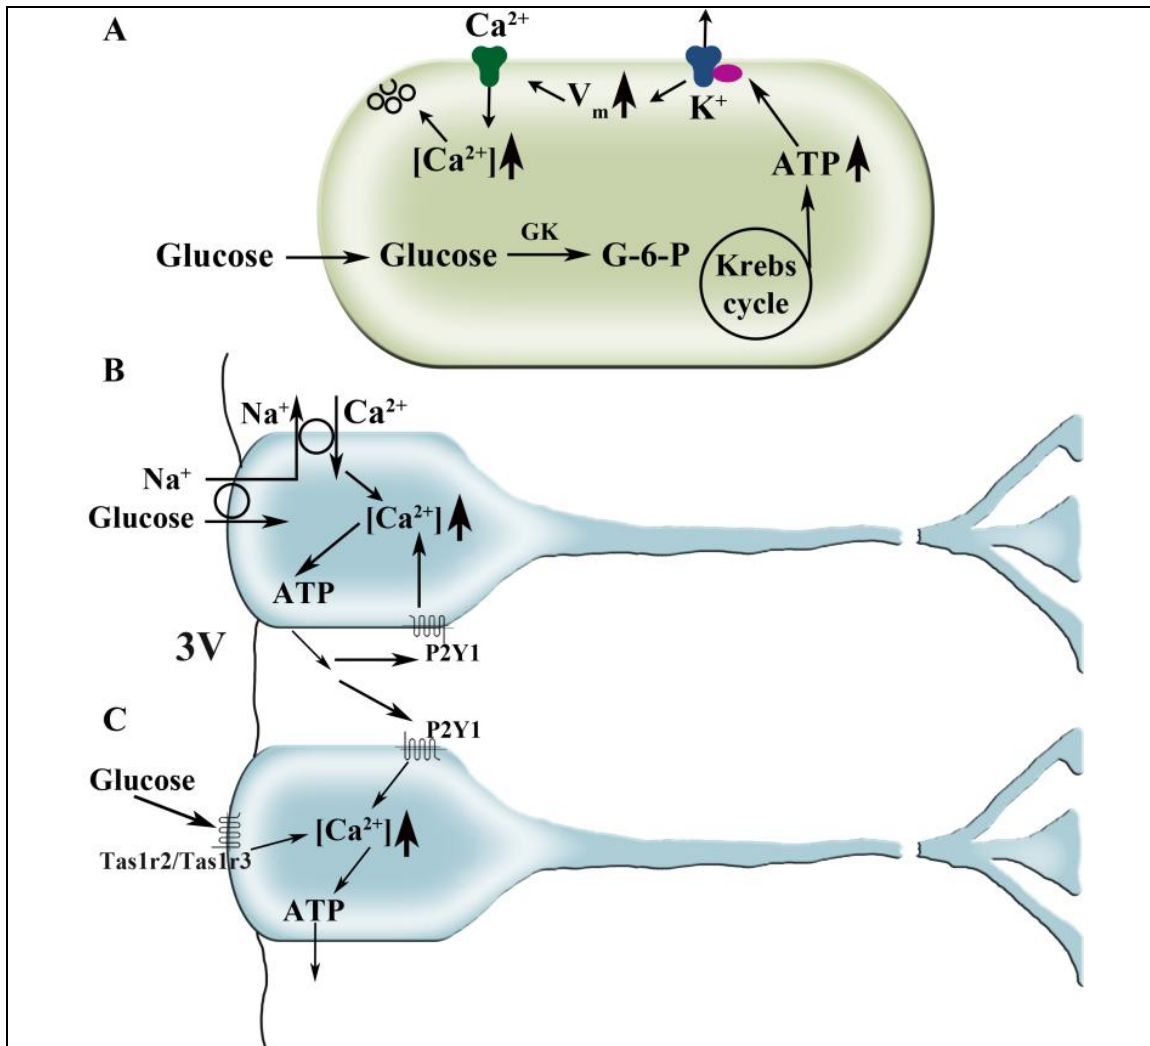 A
Ca²⁺
Vₘ
K⁺
[Ca²⁺]
ATP
Glucose
Glucose
GK
G-6-P
Krebs
cycle
B
Na⁺
Ca²⁺
Na⁺
Glucose
[Ca²⁺]
ATP
3V
P2Y1
C
P2Y1
Glucose
[Ca²⁺]
Tas1r2/Tas1r3
ATP